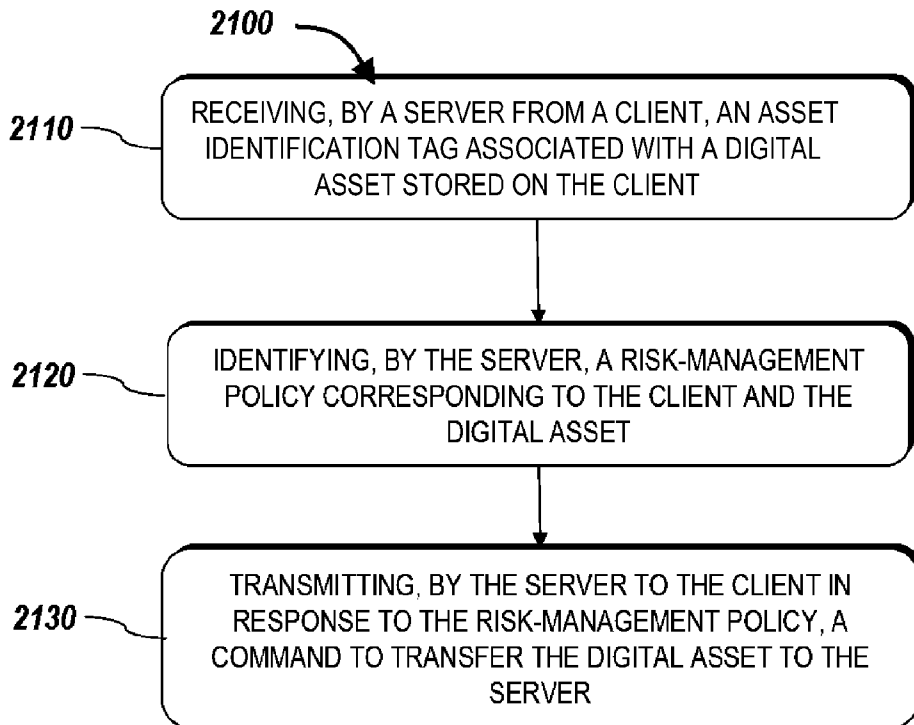 2100
2110
RECEIVING, BY A SERVER FROM A CLIENT, AN ASSET
IDENTIFICATION TAG ASSOCIATED WITH A DIGITAL
ASSET STORED ON THE CLIENT
2120
IDENTIFYING, BY THE SERVER, A RISK-MANAGEMENT
POLICY CORRESPONDING TO THE CLIENT AND THE
DIGITAL ASSET
2130
TRANSMITTING, BY THE SERVER TO THE CLIENT IN
RESPONSE TO THE RISK-MANAGEMENT POLICY, A
COMMAND TO TRANSFER THE DIGITAL ASSET TO THE
SERVER